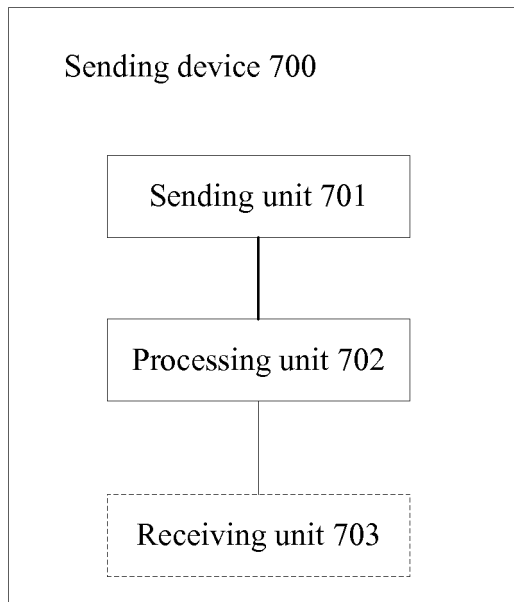 Sending device 700
Sending unit 701
Processing unit 702
Receiving unit 703